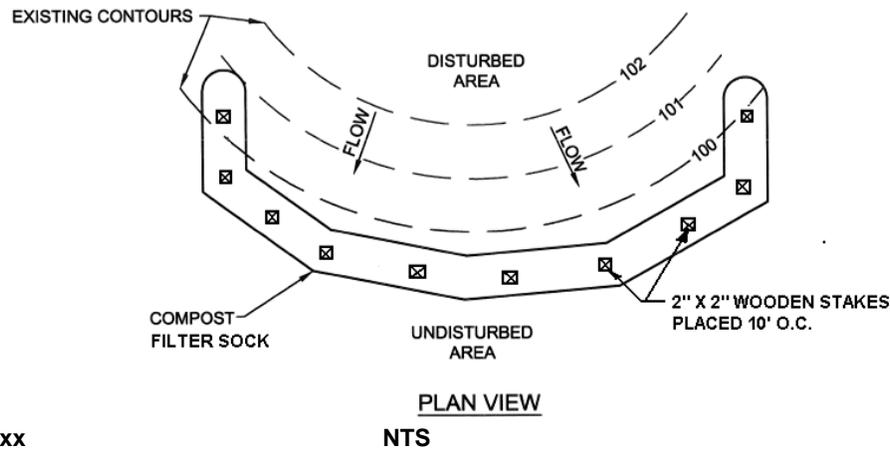 EXISTING CONTOURS
DISTURBED
AREA
102
101
100
FLOW
FLOW
COMPOST
FILTER SOCK
UNDISTURBED
AREA
2" X 2" WOODEN STAKES
PLACED 10' O.C.
PLAN VIEW
xx
NTS